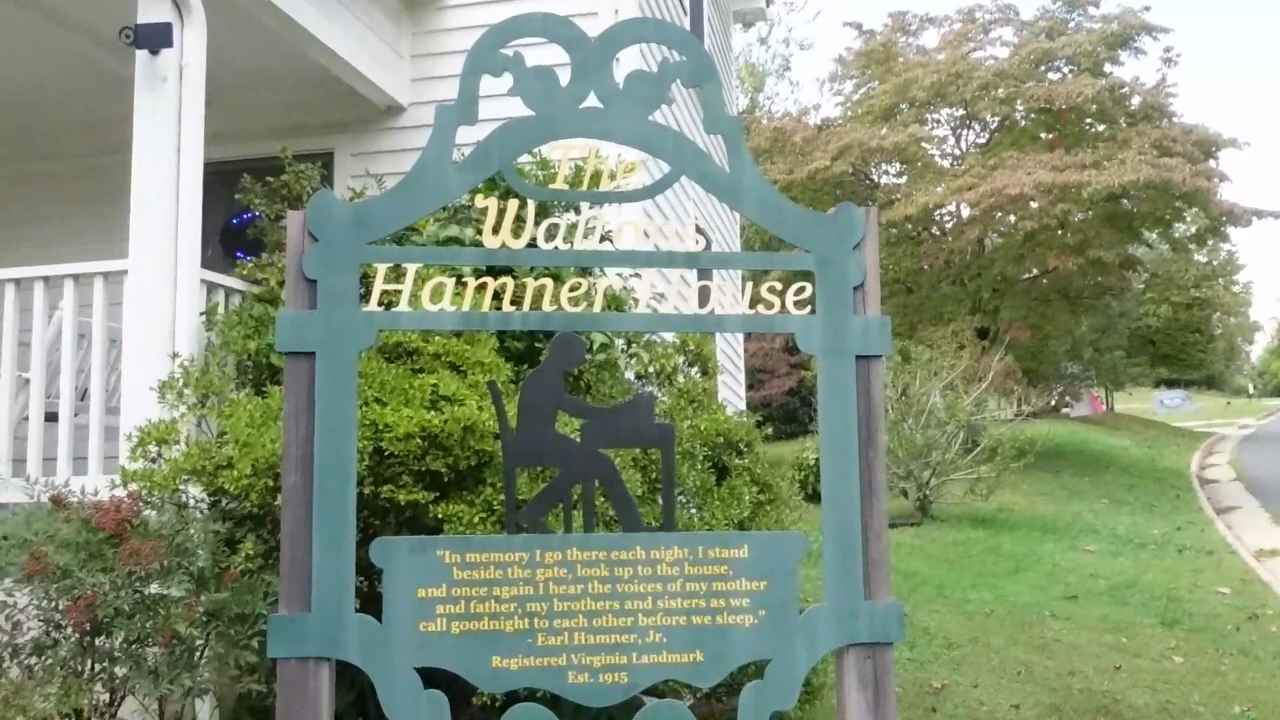 The
Waltons
Hamner House
"In memory I go there each night, I stand
beside the gate, look up to the house,
and once again I hear the voices of my mother
and father, my brothers and sisters as we
call goodnight to each other before we sleep."
- Earl Hamner, Jr.
Registered Virginia Landmark
Est. 1915